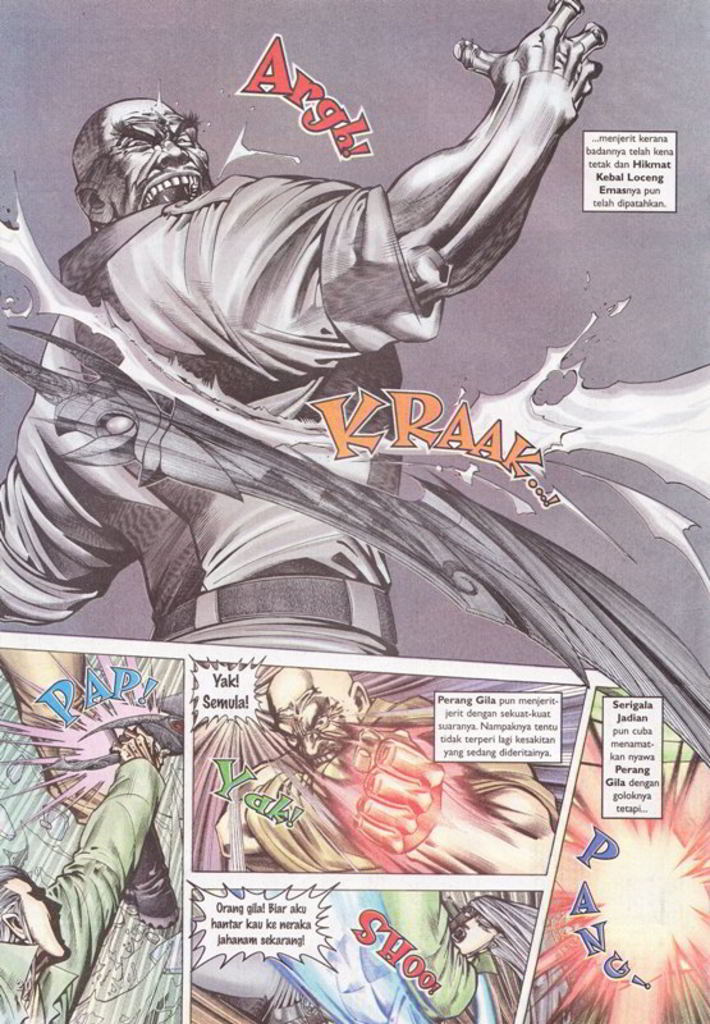 Argh!
...menjerit kerana
badannya telah kena
tetak dan Hikmat
Kebal Loceng
Emasnya pun
telah dipatahkan.
KRAAK...!
PAP!
Yak!
Semula!
Perang Gila pun menjerit-
jerit dengan sekuat-kuat
suaranya. Nampaknya tentu
tidak terperi lagi kesakitan
yang sedang dideritainya.
Yak!
Serigala
Jadian
pun cuba
menamat-
kan nyawa
Perang
Gila dengan
goloknya
tetapi...
PANG!
Orang gila! Biar aku
hantar kau ke neraka
jahanam sekarang!
SHOO!